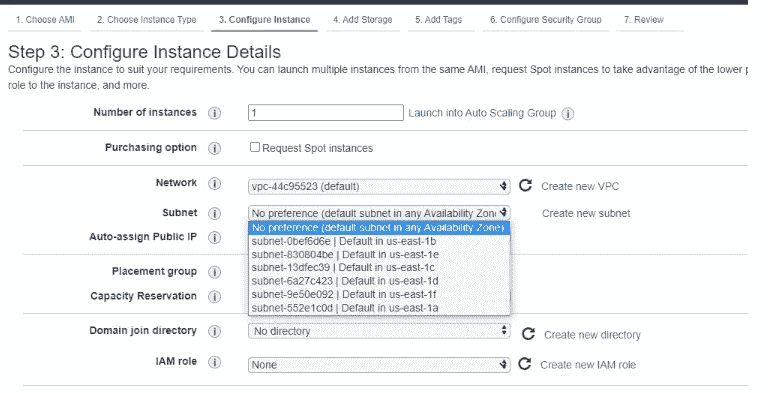 1. Choose AMI 2. Choose Instance Type 3. Configure Instance 4. Add Storage 5. Add Tags 6. Configure Security Group 7. Review
Step 3: Configure Instance Details
Configure the instance to suit your requirements. You can launch multiple instances from the same AMI, request Spot instances to take advantage of the lower
role to the instance, and more.
Number of instances 1 Launch into Auto Scaling Group
Purchasing option Request Spot instances
Network vpc-44c95523 (default) Create new VPC
Subnet No preference (default subnet in any Availability Zone Create new subnet
No preference (default subnet in any Availability Zone)
Auto-assign Public IP subnet-0bef6d6e | Default in us-east-1b
subnet-830804be | Default in us-east-1e
subnet-13dfec39 | Default in us-east-1c
Placement group subnet-6a27c423 | Default in us-east-1d
Capacity Reservation subnet-9e50e092 | Default in us-east-1f
subnet-552e1c0d | Default in us-east-1a
Domain join directory No directory Create new directory
IAM role None Create new IAM role